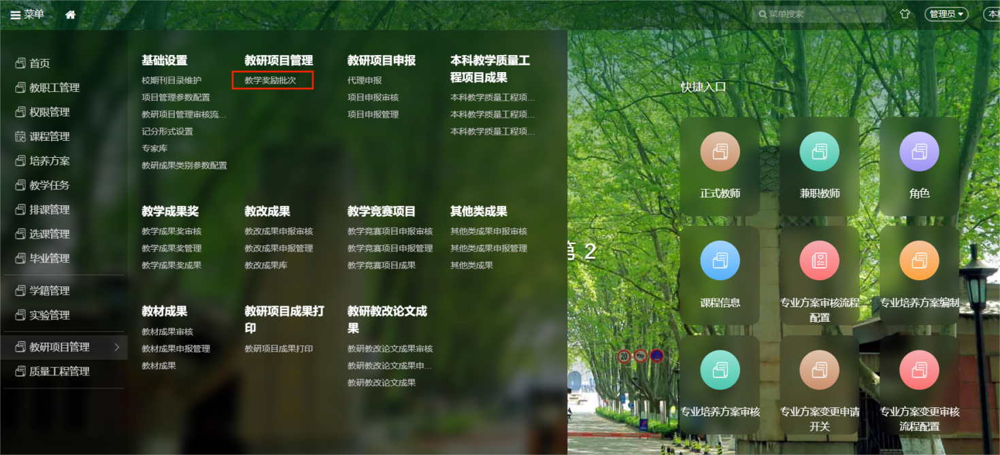 菜单
菜单搜索
管理员
首页
教职工管理
权限管理
课程管理
培养方案
教学任务
排课管理
选课管理
毕业管理
学籍管理
实验管理
教研项目管理
质量工程管理
基础设置
校期刊目录维护
项目管理参数配置
教研项目管理审核流...
记分形式设置
专家库
教研成果类别参数配置
教研项目管理
教学奖励批次
教研项目申报
代理申报
项目申报审核
项目申报管理
本科教学质量工
程项目成果
本科教学质量工程项...
本科教学质量工程项...
本科教学质量工程项...
教学成果奖
教学成果奖审核
教学成果奖管理
教学成果奖成果
教改成果
教改成果申报审核
教改成果申报管理
教改成果库
教学竞赛项目
教学竞赛项目申报审核
教学竞赛项目申报管理
教学竞赛项目成果
其他类成果
其他类成果申报审核
其他类成果申报管理
其他类成果
教材成果
教材成果审核
教材成果申报管理
教材成果
教研项目成果打
印
教研项目成果打印
教研教改论文成
果
教研教改论文成果审核
教研教改论文成果申...
教研教改论文成果
第 2
快捷入口
正式教师
兼职教师
角色
课程信息
专业方案审核流程
配置
专业培养方案编制
20
专业培养方案审核
专业方案变更申请
开关
专业方案变更审核
流程配置